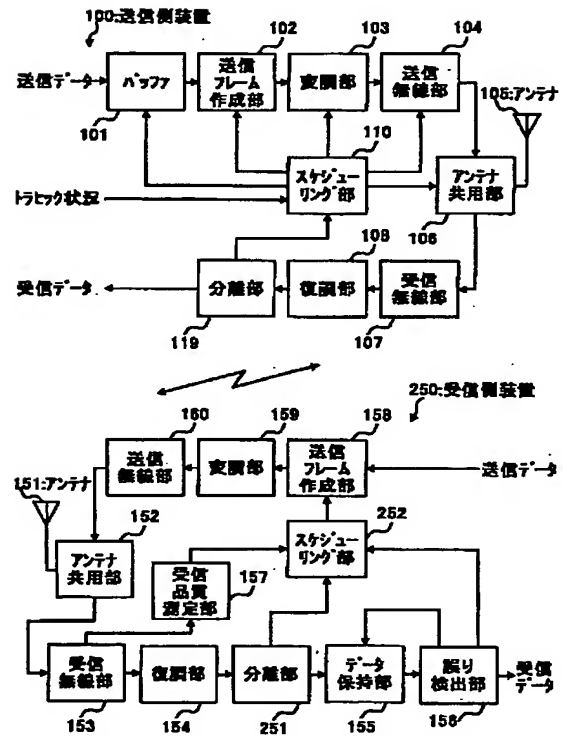 100:送信側装置
102
103
104
送信データ
バッファ
送信
フレーム
作成部
変調部
送信
無線部
105:アンテナ
101
110
スケジュー
リング部
トラヒック状況
アンテナ
共用部
106
108
受信データ
分離部
復調部
受信
無線部
119
107
250:受信側装置
160
159
158
送信
無線部
変調部
送信
フレーム
作成部
送信データ
151:アンテナ
152
252
アンテナ
共用部
受信
品質
測定部
157
スケジュー
リング部
受信
無線部
復調部
分離部
データ
保持部
誤り
検出部
受信
データ
153
154
251
155
156